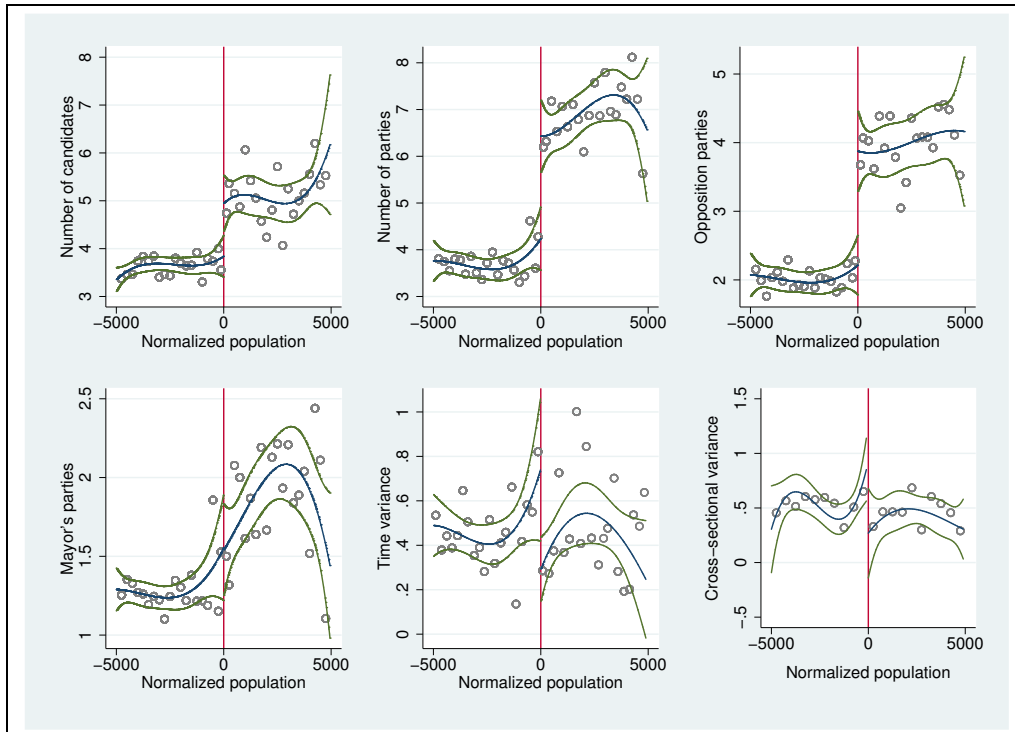 Number of candidates
8
7
6
5
4
3
−5000 0 5000
Normalized population
Number of parties
8
7
6
5
4
3
−5000 0 5000
Normalized population
Opposition parties
5
4
3
2
−5000 0 5000
Normalized population
Mayor's parties
2.5
2
1.5
1
−5000 0 5000
Normalized population
Time variance
1
.8
.6
.4
.2
0
−5000 0 5000
Normalized population
Cross−sectional variance
1.5
1
.5
0
−.5
−5000 0 5000
Normalized population